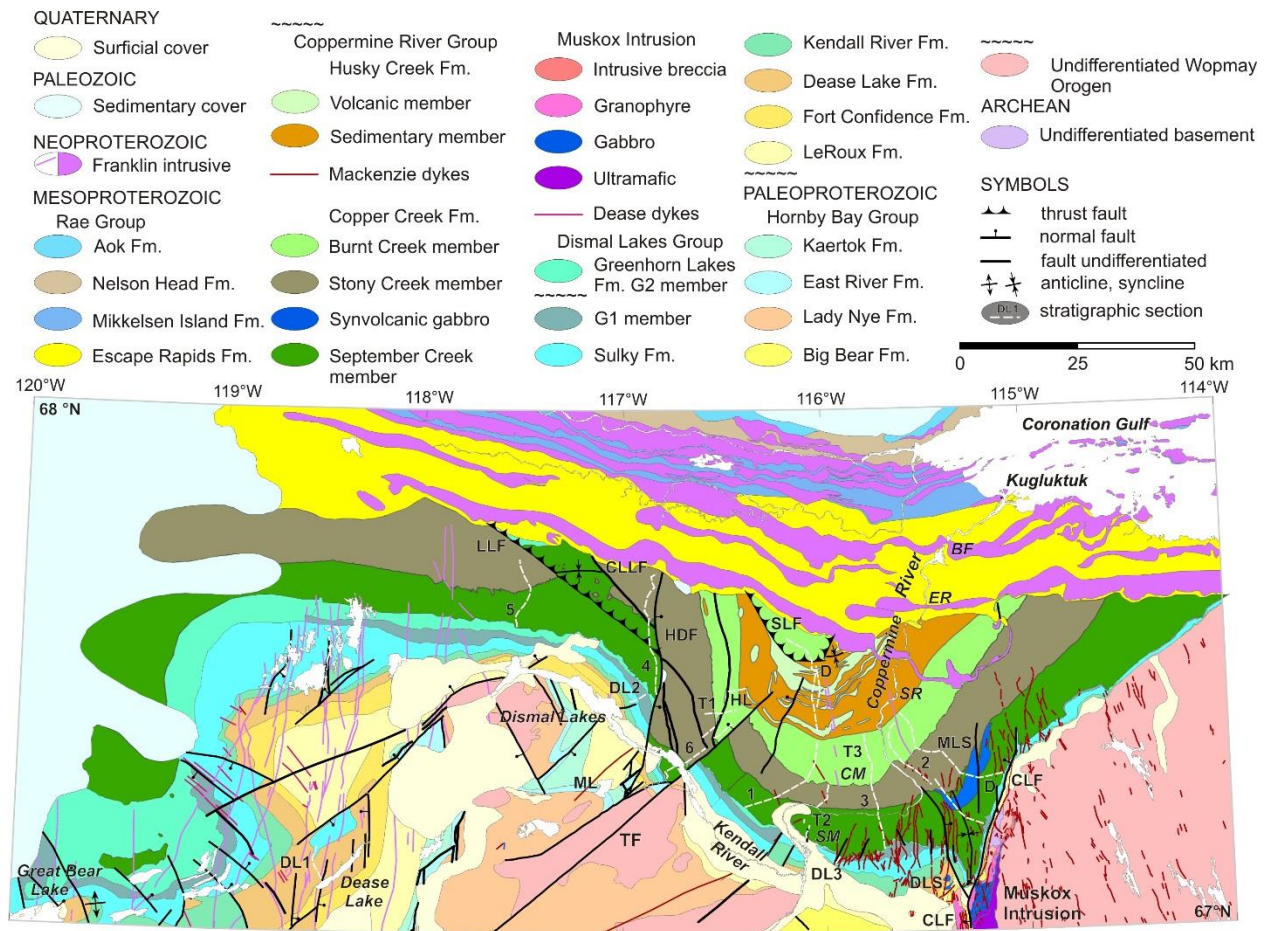 QUATERNARY
Surficial cover
PALEOZOIC
Sedimentary cover
NEOPROTEROZOIC
Franklin intrusive
MESOPROTEROZOIC
Rae Group
Aok Fm.
Nelson Head Fm.
Mikkelsen Island Fm.
Escape Rapids Fm.
~~~~~
Coppermine River Group
Husky Creek Fm.
Volcanic member
Sedimentary member
Mackenzie dykes
Copper Creek Fm.
Burnt Creek member
Stony Creek member
Synvolcanic gabbro
September Creek
member
Muskox Intrusion
Intrusive breccia
Granophyre
Gabbro
Ultramafic
Dease dykes
Dismal Lakes Group
Greenhorn Lakes
Fm. G2 member
~~~~~
G1 member
Sulky Fm.
Kendall River Fm.
Dease Lake Fm.
Fort Confidence Fm.
LeRoux Fm.
~~~~~
PALEOPROTEROZOIC
Hornby Bay Group
Kaertok Fm.
East River Fm.
Lady Nye Fm.
Big Bear Fm.
~~~~~
Undifferentiated Wopmay
Orogen
ARCHEAN
Undifferentiated basement
SYMBOLS
thrust fault
normal fault
fault undifferentiated
anticline, syncline
DL1 stratigraphic section
0 25 50 km
120°W 119°W 118°W 117°W 116°W 115°W 114°W
68 °N
Coronation Gulf
Kugluktuk
LLF
BF
CLLF
River
ER
5
SLF
HDF
4
D
Coppermine
DL2
T1
HL
SR
Dismal Lakes
6
T3
MLS
2
ML
CM
CLF
1
3
D
T2
SM
TF
Kendall
River
DL1
DL3
Great Bear
Lake
Dease
Lake
DLS
Muskox
Intrusion
CLF
67°N